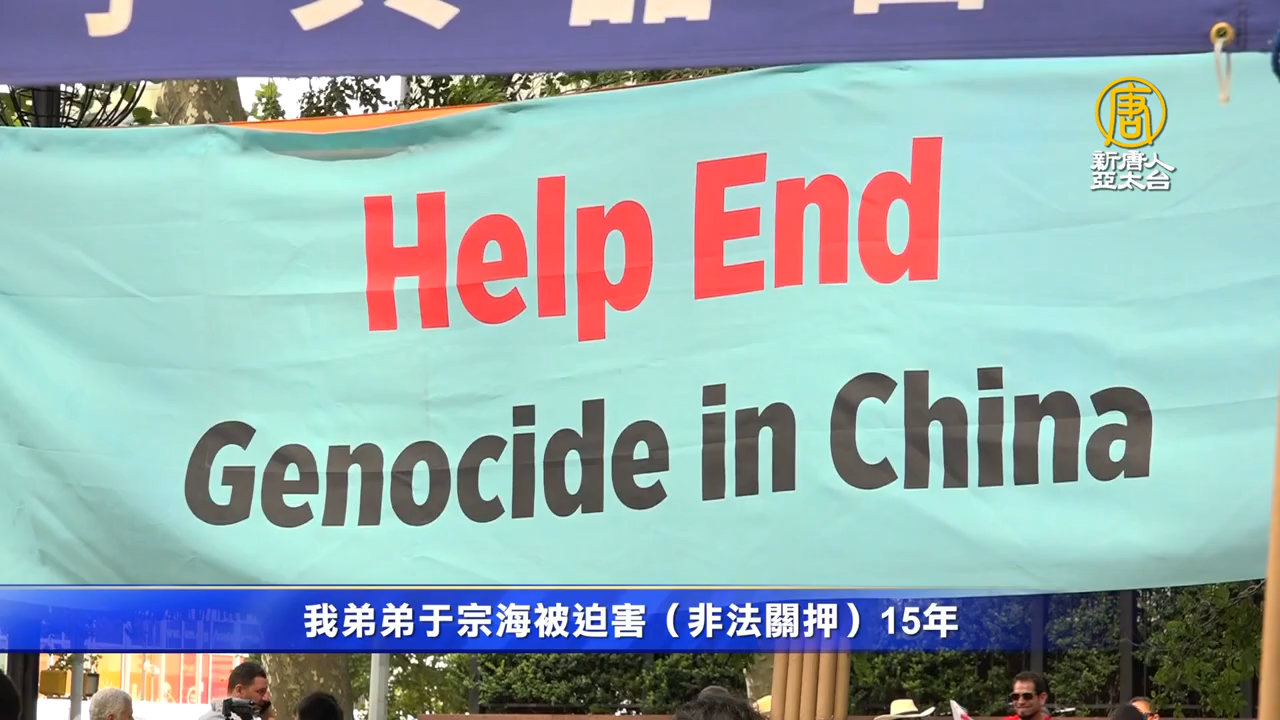 唐
新唐人
亞太台
Help End
Genocide in China
我弟弟于宗海被迫害（非法關押）15年